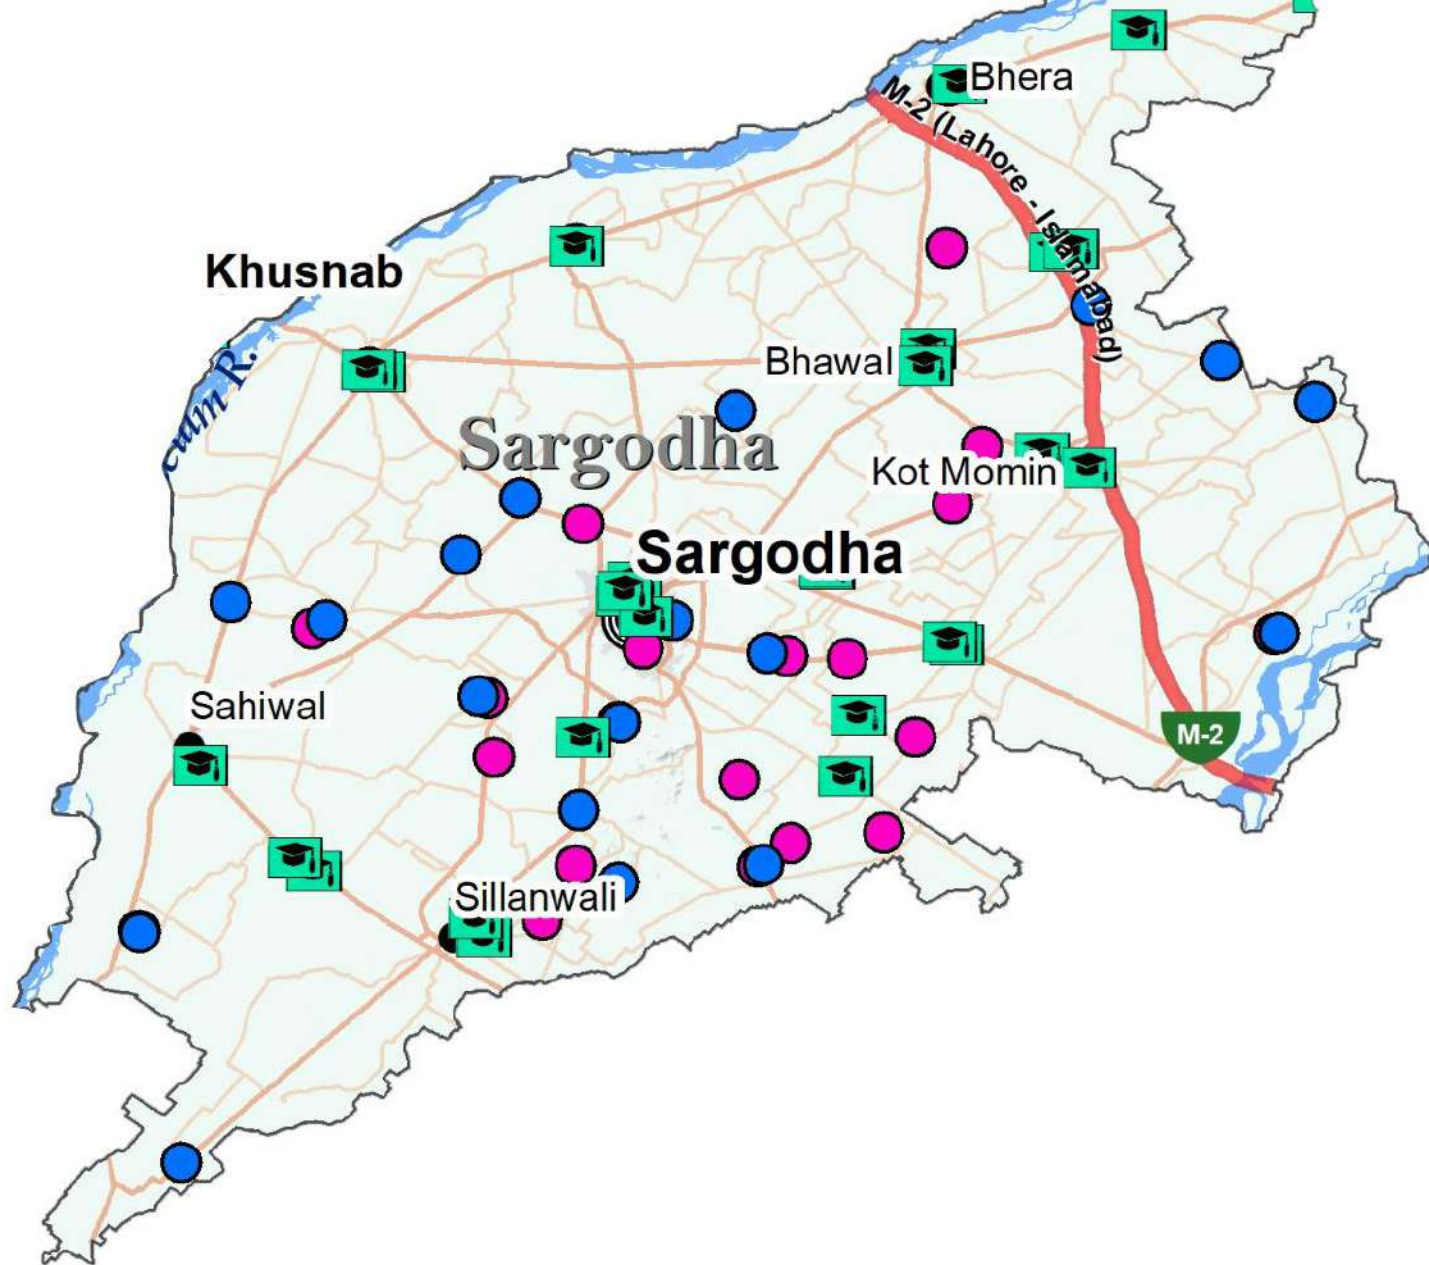 Bhera
M-2 (Lahore - Islamabad)
Khusnab
Bhawal
R.
Sargodha
Kot Momin
Sargodha
Sahiwal
M-2
Sillanwali